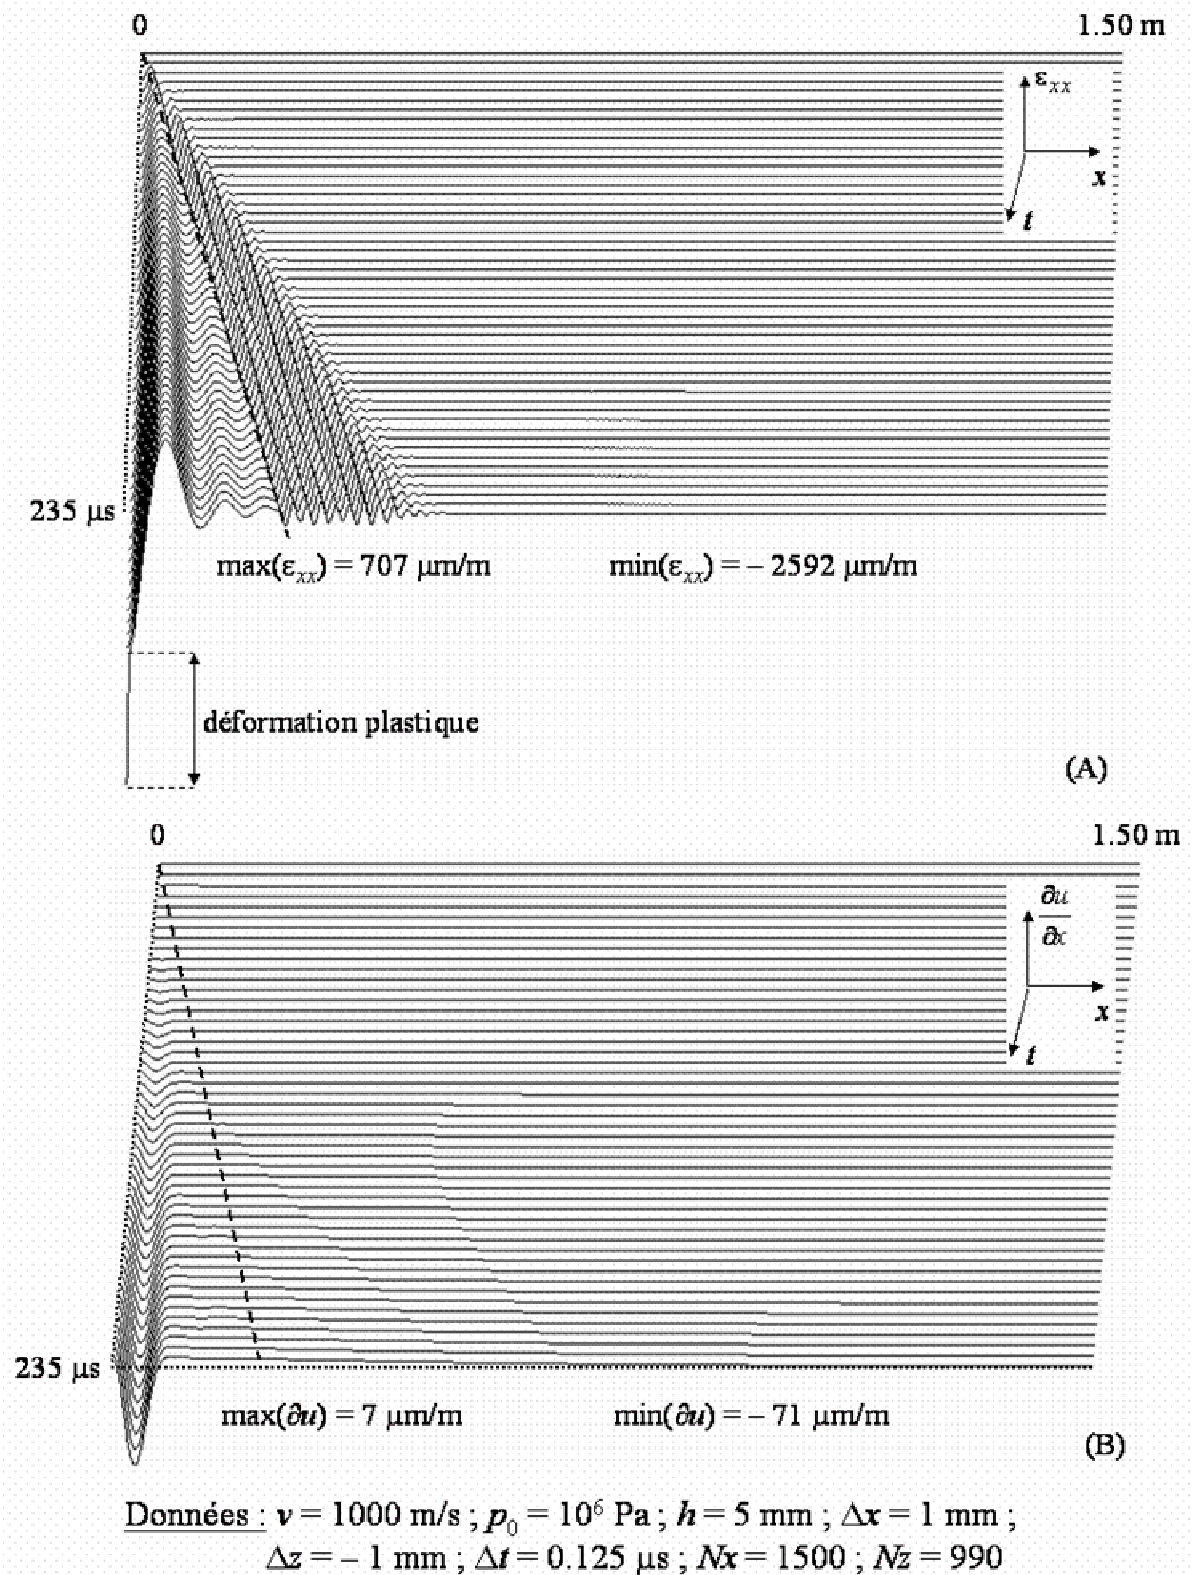 0 1.50 m
εxx
x
t
235 µs
max(εxx) = 707 µm/m min(εxx) = – 2592 µm/m
déformation plastique
(A)
0 1.50 m
∂u
∂x
x
t
235 µs
max(∂u) = 7 µm/m min(∂u) = – 71 µm/m
(B)
Données : v = 1000 m/s ; p₀ = 10⁶ Pa ; h = 5 mm ; Δx = 1 mm ;
Δz = – 1 mm ; Δt = 0.125 µs ; Nx = 1500 ; Nz = 990